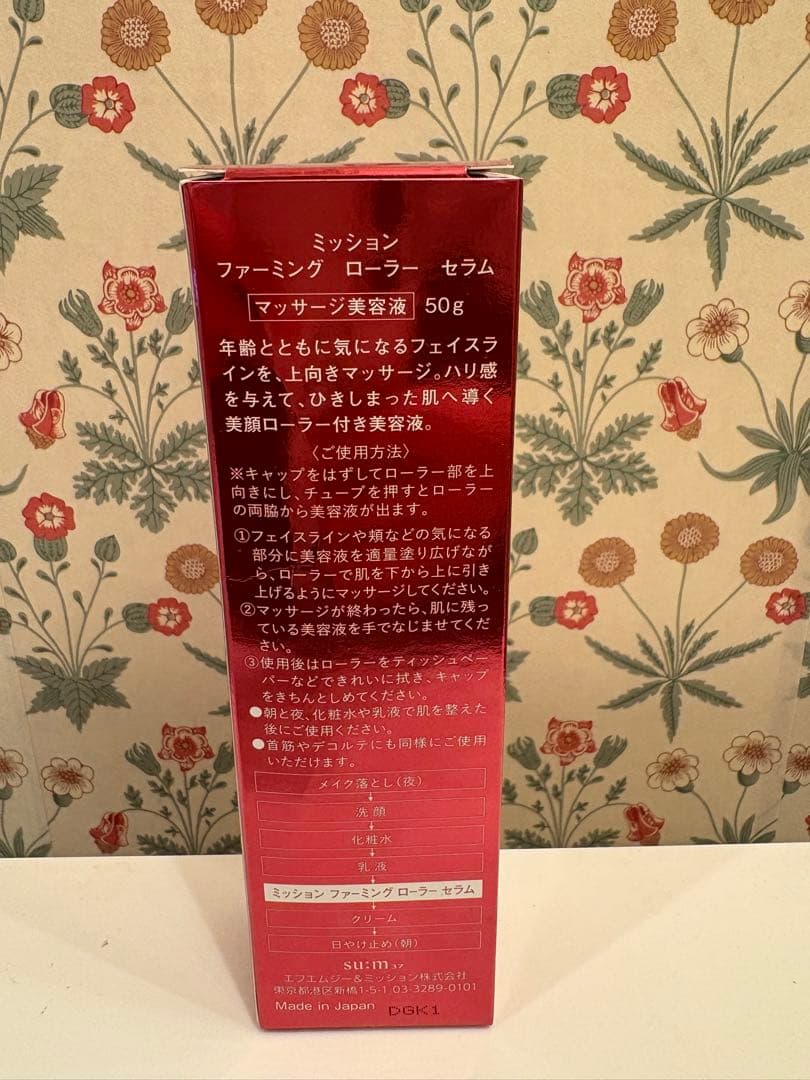 ミッション
ファーミング ローラー セラム
マッサージ美容液 50g
年齢とともに気になるフェイスラ
インを、上向きマッサージ。ハリ感
を与えて、ひきしまった肌へ導く
美顔ローラー付き美容液。
〈ご使用方法〉
※キャップをはずしてローラー部を上
向きにし、チューブを押すとローラー
の両脇から美容液が出ます。
①フェイスラインや頬などの気になる
部分に美容液を適量塗り広げなが
ら、ローラーで肌を下から上に引き
上げるようにマッサージしてください。
②マッサージが終わったら、肌に残っ
ている美容液を手でなじませてくだ
さい。
③使用後はローラーをティッシュペー
パーなどできれいに拭き、キャップ
をきちんとしめてください。
●朝と夜、化粧水や乳液で肌を整えた
後にご使用ください。
●首筋やデコルテにも同様にご使用
いただけます。
メイク落とし(夜)
洗顔
化粧水
乳液
ミッション ファーミング ローラー セラム
クリーム
日やけ止め(朝)
su:m37
エフエムジー&ミッション株式会社
東京都港区新橋1-5-1 03-3289-0101
Made in Japan DGK1